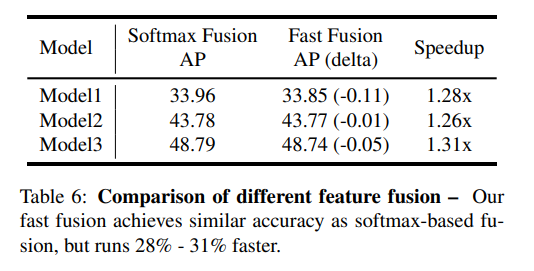 Model Softmax Fusion AP Fast Fusion AP (delta) Speedup
Model1 33.96 33.85 (-0.11) 1.28x
Model2 43.78 43.77 (-0.01) 1.26x
Model3 48.79 48.74 (-0.05) 1.31x
Table 6: Comparison of different feature fusion – Our
fast fusion achieves similar accuracy as softmax-based fu-
sion, but runs 28% - 31% faster.